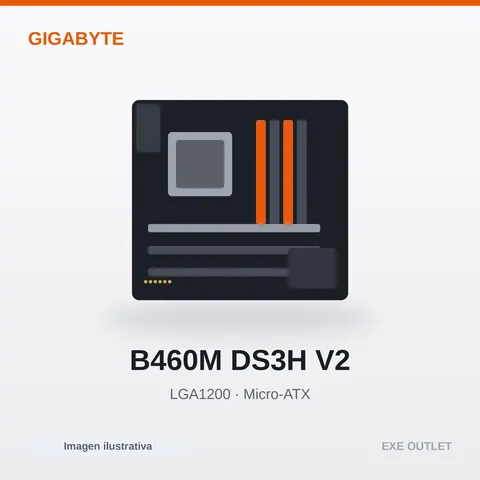 GIGABYTE
B460M DS3H V2
LGA1200 · Micro-ATX
Imagen ilustrativa
EXE OUTLET